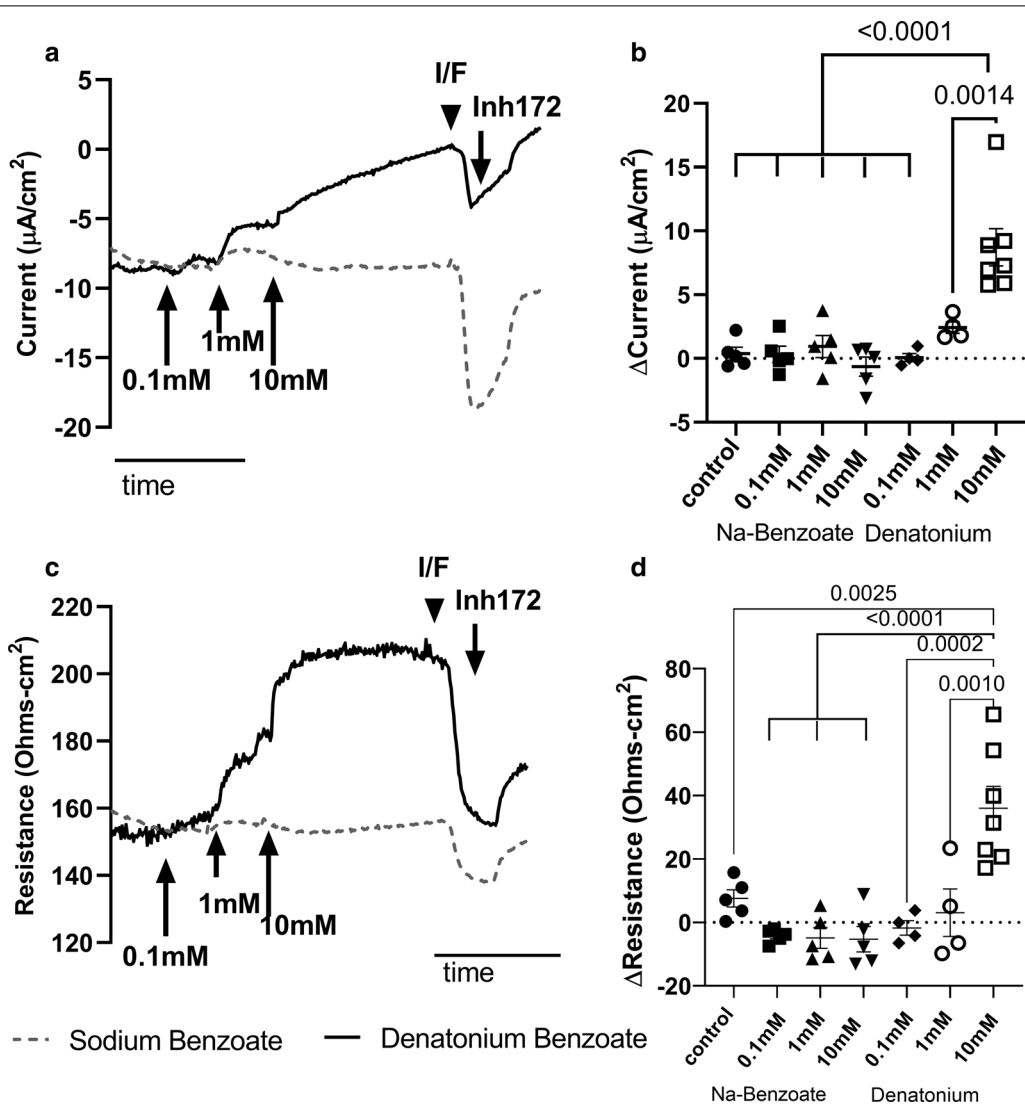 a
I/F
Inh172
5
0
-5
-10
-15
-20
Current (µA/cm²)
0.1mM
1mM
10mM
time
b
<0.0001
0.0014
20
15
10
5
0
-5
ΔCurrent (µA/cm²)
control
0.1mM
1mM
10mM
0.1mM
1mM
10mM
Na-Benzoate Denatonium
c
I/F
Inh172
220
200
180
160
140
120
Resistance (Ohms-cm²)
0.1mM
1mM
10mM
time
d
0.0025
<0.0001
0.0002
0.0010
80
60
40
20
0
-20
ΔResistance (Ohms-cm²)
control
0.1mM
1mM
10mM
0.1mM
1mM
10mM
Na-Benzoate Denatonium
Sodium Benzoate Denatonium Benzoate